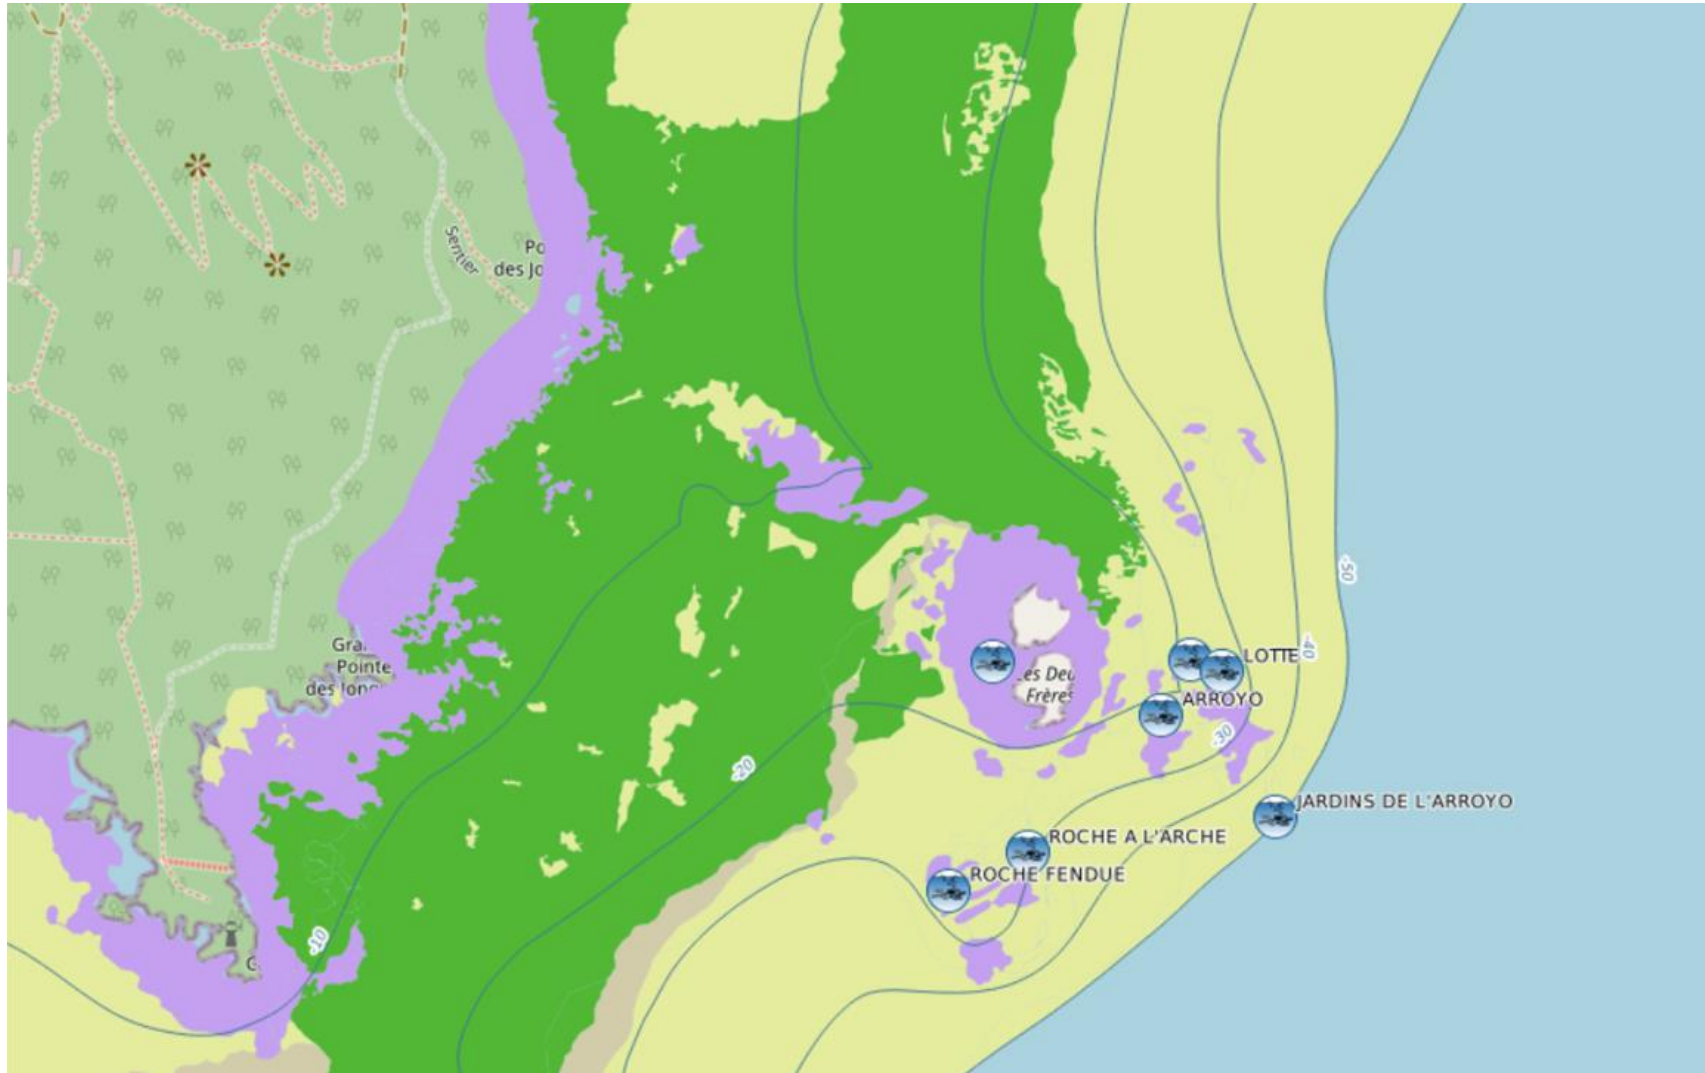 Sentier
Po
des Jo
-50
Gra
Pointe
des Jon
LOTTE
-40
Les Deu
Frères
ARROYO
-30
-20
JARDINS DE L'ARROYO
ROCHE A L'ARCHE
ROCHE FENDUE
-10
G